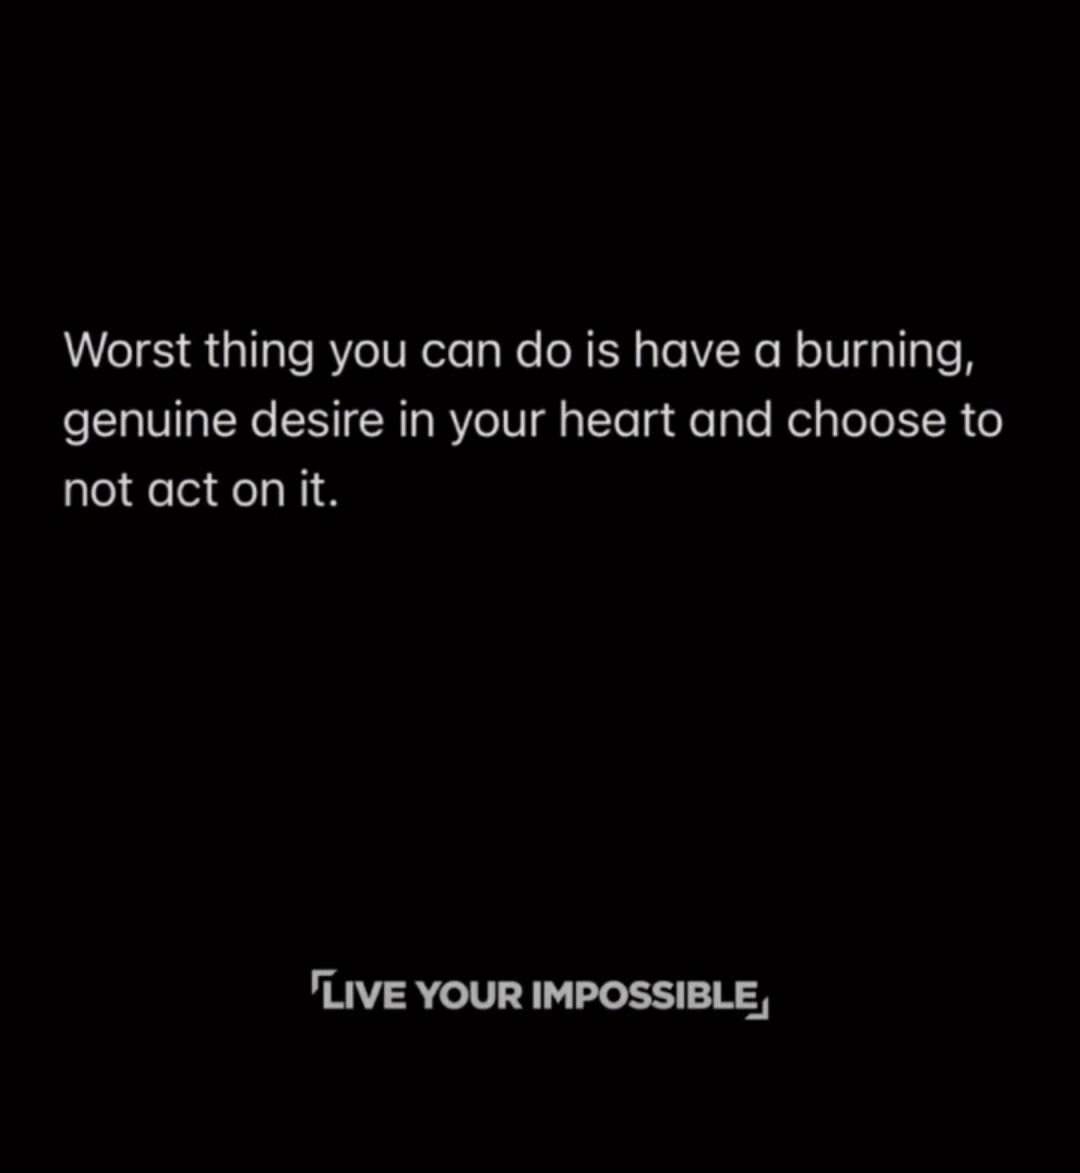 Worst thing you can do is have a burning,
genuine desire in your heart and choose to
not act on it.
LIVE YOUR IMPOSSIBLE